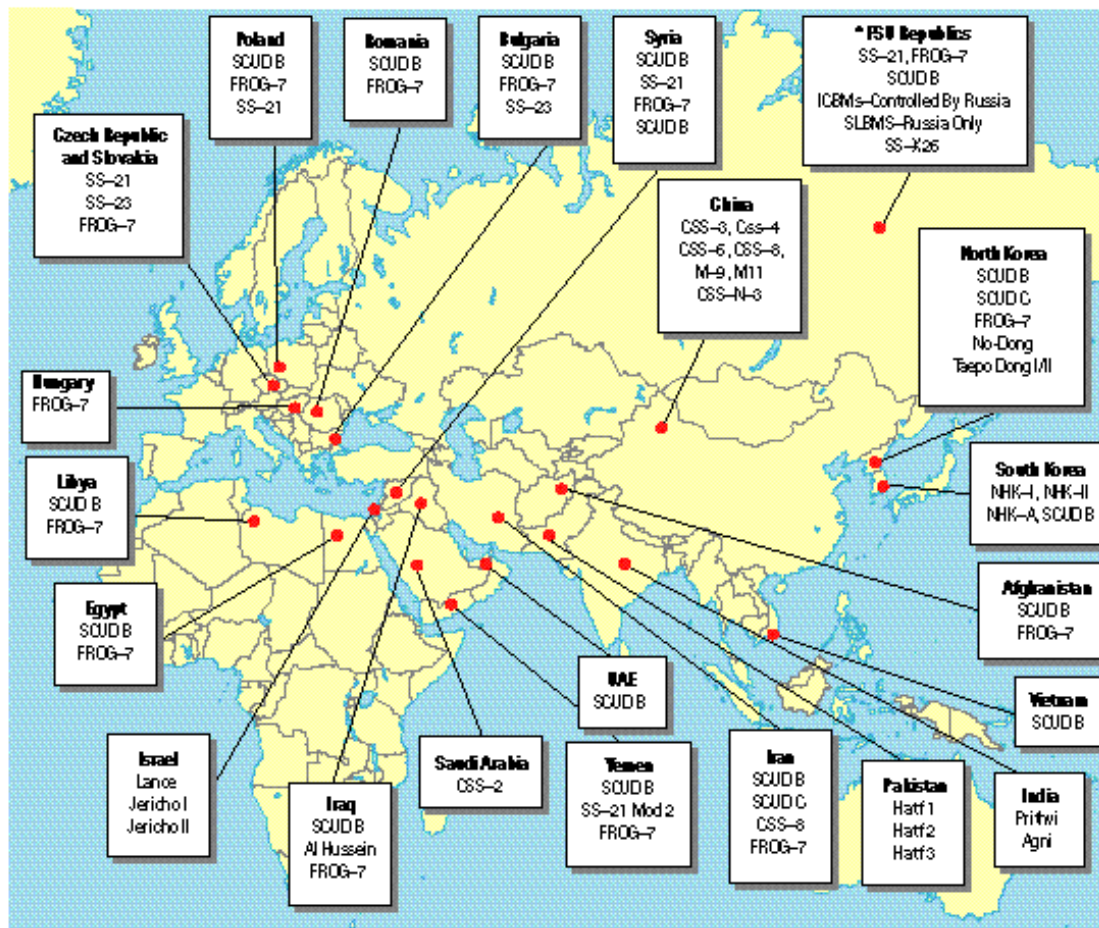 Poland
SCUD B
FROG–7
SS–21
Romania
SCUD B
FROG–7
Bulgaria
SCUD B
FROG–7
SS–23
Syria
SCUD B
SS–21
FROG–7
SCUD B
* FSU Republics
SS–21, FROG–7
SCUD B
ICBMs–Controlled By Russia
SLBMS–Russia Only
SS–X26
Czech Republic
and Slovakia
SS–21
SS–23
FROG–7
China
CSS–3, Css–4
CSS–6, CSS–8,
M–9, M11
CSS–N–3
North Korea
SCUD B
SCUD C
FROG–7
No-Dong
Taepo Dong I/II
Hungary
FROG–7
Libya
SCUD B
FROG–7
South Korea
NHK–I, NHK–II
NHK–A, SCUD B
Egypt
SCUD B
FROG–7
Afghanistan
SCUD B
FROG–7
UAE
SCUD B
Vietnam
SCUD B
Israel
Lance
Jericho I
Jericho II
Iraq
SCUD B
Al Hussein
FROG–7
Saudi Arabia
CSS–2
Yemen
SCUD B
SS–21 Mod 2
FROG–7
Iran
SCUD B
SCUD C
CSS–8
FROG–7
Pakistan
Hatf 1
Hatf 2
Hatf 3
India
Prithvi
Agni